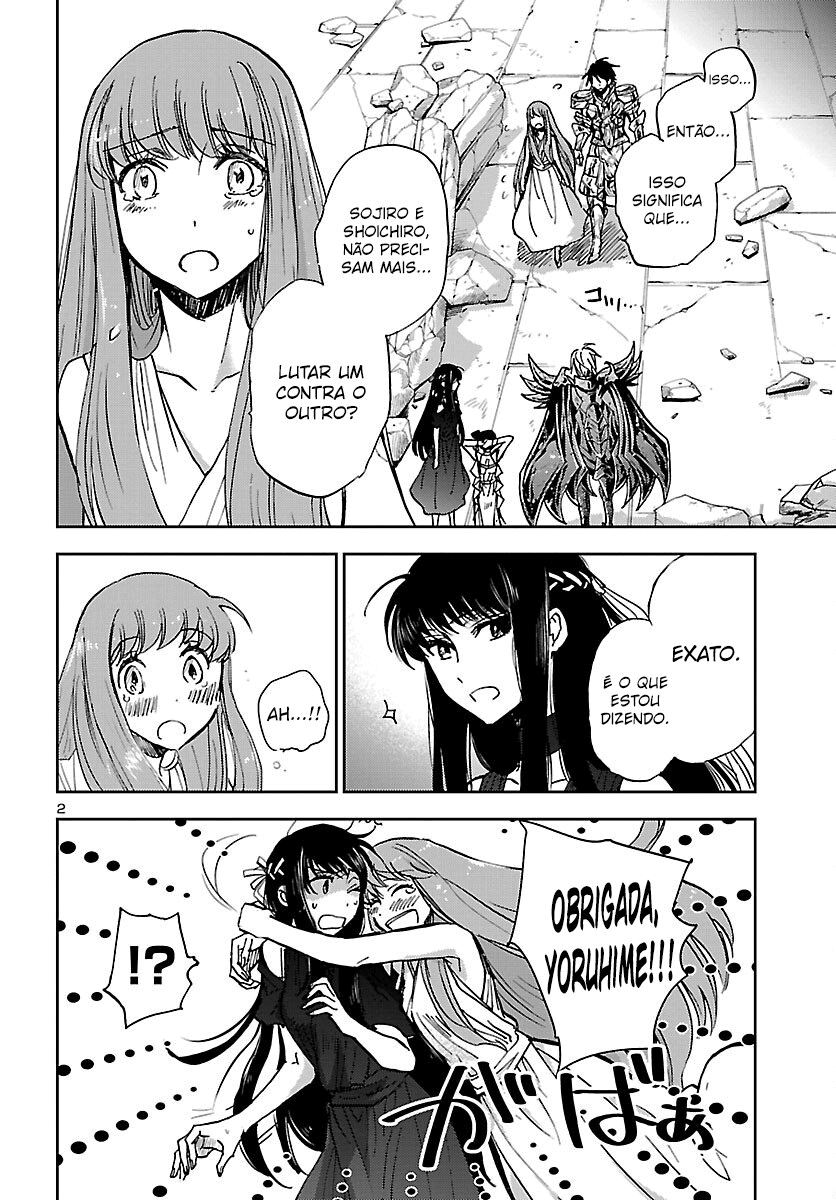 ISSO...
ENTÃO...
ISSO
SIGNIFICA
QUE...
SOJIRO E
SHOICHIRO,
NÃO PRECI-
SAM MAIS...
LUTAR UM
CONTRA O
OUTRO?
コツ...
EXATO.
É O QUE
ESTOU
DIZENDO.
AH...!!
2
OBRIGADA,
YORUHIME!!!
!?
がばぁ